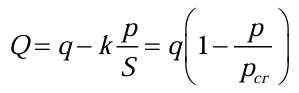 Q = q − k p/S = q(1 − p/p_cr)